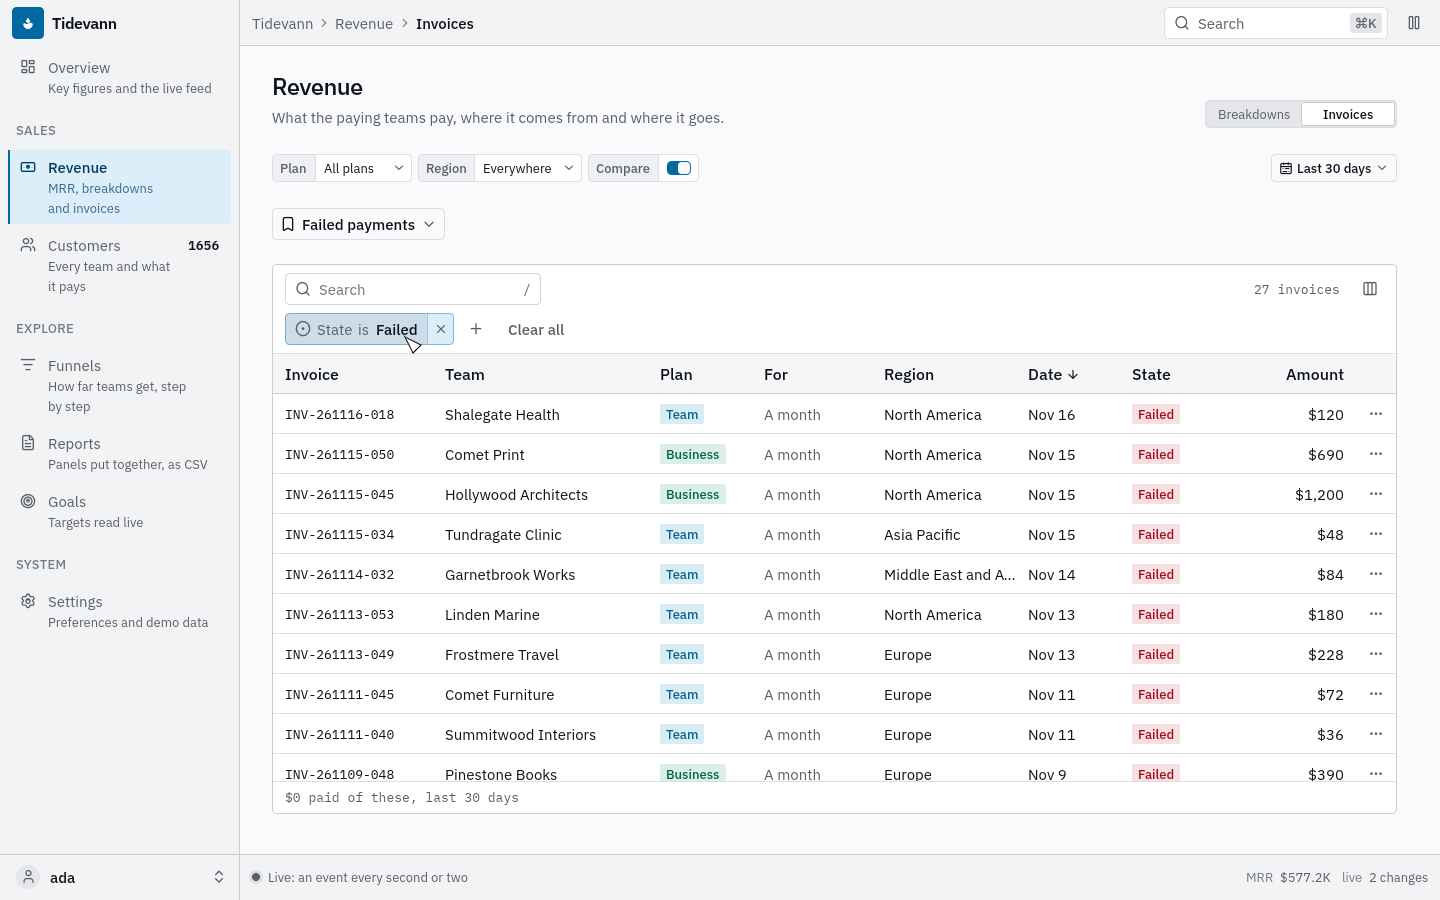 Tidevann
Overview
Key figures and the live feed
SALES
Revenue
MRR, breakdowns
and invoices
Customers 1656
Every team and what
it pays
EXPLORE
Funnels
How far teams get, step
by step
Reports
Panels put together, as CSV
Goals
Targets read live
SYSTEM
Settings
Preferences and demo data
ada
Tidevann Revenue Invoices
Search ⌘K
Revenue
What the paying teams pay, where it comes from and where it goes.
Breakdowns Invoices
Plan All plans Region Everywhere Compare Last 30 days
Failed payments
Search /
27 invoices
State is Failed Clear all
Invoice Team Plan For Region Date State Amount
INV-261116-018 Shalegate Health Team A month North America Nov 16 Failed $120
INV-261115-050 Comet Print Business A month North America Nov 15 Failed $690
INV-261115-045 Hollywood Architects Business A month North America Nov 15 Failed $1,200
INV-261115-034 Tundragate Clinic Team A month Asia Pacific Nov 15 Failed $48
INV-261114-032 Garnetbrook Works Team A month Middle East and A... Nov 14 Failed $84
INV-261113-053 Linden Marine Team A month North America Nov 13 Failed $180
INV-261113-049 Frostmere Travel Team A month Europe Nov 13 Failed $228
INV-261111-045 Comet Furniture Team A month Europe Nov 11 Failed $72
INV-261111-040 Summitwood Interiors Team A month Europe Nov 11 Failed $36
INV-261109-048 Pinestone Books Business A month Europe Nov 9 Failed $390
$0 paid of these, last 30 days
Live: an event every second or two
MRR $577.2K live 2 changes